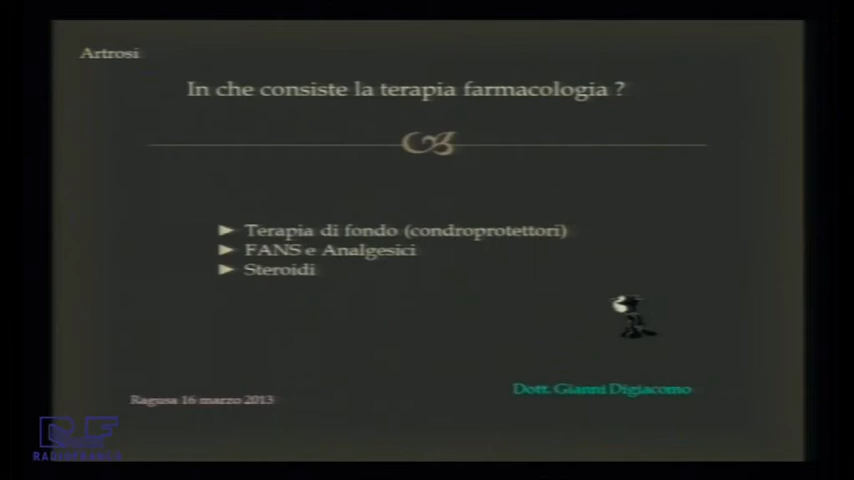 Artrosi
In che consiste la terapia farmacologia ?
Terapia di fondo (condroprotettori)
FANS e Analgesici
Steroidi
Dott. Gianni Digiacomo
Ragusa 16 marzo 2013